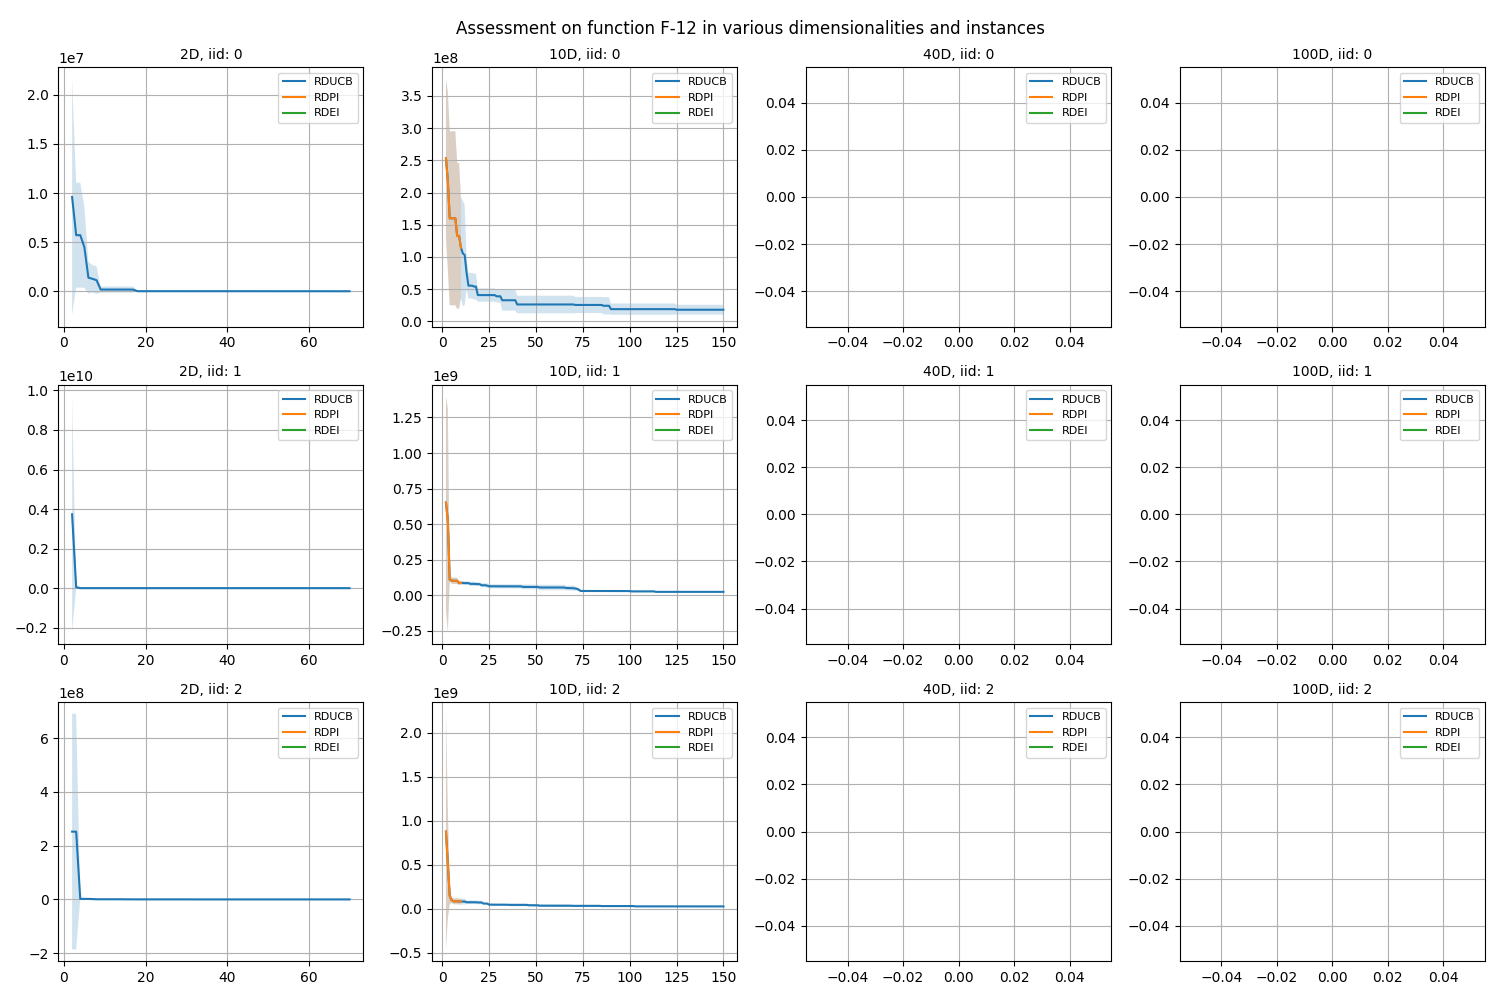 Assessment on function F-12 in various dimensionalities and instances
2D, iid: 0
1e7
2.0
1.5
1.0
0.5
0.0
0 20 40 60
RDUCB
RDPI
RDEI
10D, iid: 0
1e8
3.5
3.0
2.5
2.0
1.5
1.0
0.5
0.0
0 25 50 75 100 125 150
RDUCB
RDPI
RDEI
40D, iid: 0
0.04
0.02
0.00
−0.02
−0.04
−0.04 −0.02 0.00 0.02 0.04
RDUCB
RDPI
RDEI
100D, iid: 0
0.04
0.02
0.00
−0.02
−0.04
−0.04 −0.02 0.00 0.02 0.04
RDUCB
RDPI
RDEI
2D, iid: 1
1e10
1.0
0.8
0.6
0.4
0.2
0.0
−0.2
0 20 40 60
RDUCB
RDPI
RDEI
10D, iid: 1
1e9
1.25
1.00
0.75
0.50
0.25
0.00
−0.25
0 25 50 75 100 125 150
RDUCB
RDPI
RDEI
40D, iid: 1
0.04
0.02
0.00
−0.02
−0.04
−0.04 −0.02 0.00 0.02 0.04
RDUCB
RDPI
RDEI
100D, iid: 1
0.04
0.02
0.00
−0.02
−0.04
−0.04 −0.02 0.00 0.02 0.04
RDUCB
RDPI
RDEI
2D, iid: 2
1e8
6
4
2
0
−2
0 20 40 60
RDUCB
RDPI
RDEI
10D, iid: 2
1e9
2.0
1.5
1.0
0.5
0.0
−0.5
0 25 50 75 100 125 150
RDUCB
RDPI
RDEI
40D, iid: 2
0.04
0.02
0.00
−0.02
−0.04
−0.04 −0.02 0.00 0.02 0.04
RDUCB
RDPI
RDEI
100D, iid: 2
0.04
0.02
0.00
−0.02
−0.04
−0.04 −0.02 0.00 0.02 0.04
RDUCB
RDPI
RDEI